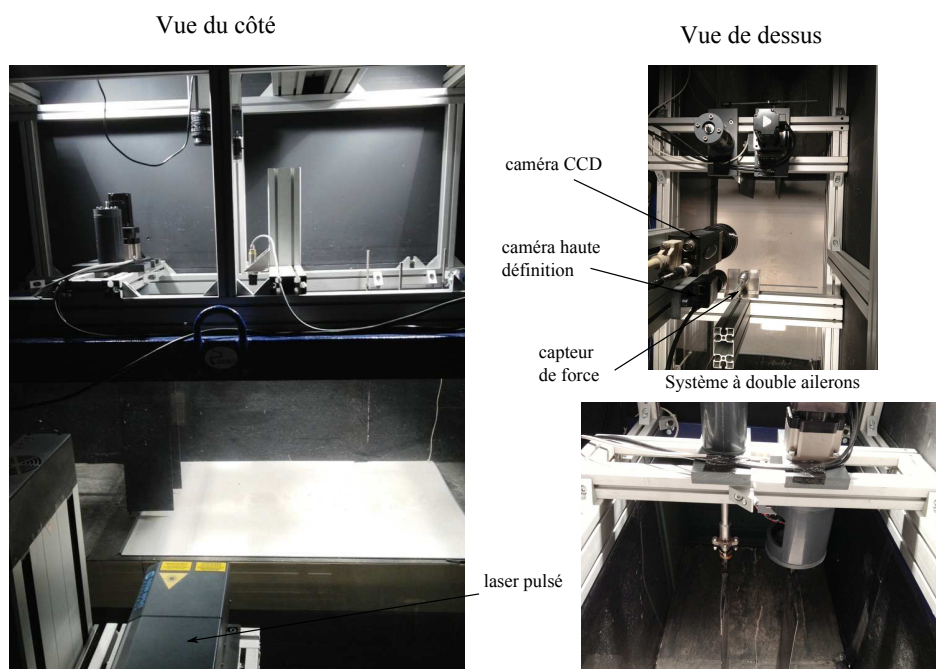 Vue du côté
Vue de dessus
caméra CCD
caméra haute
définition
capteur
de force
Système à double ailerons
laser pulsé